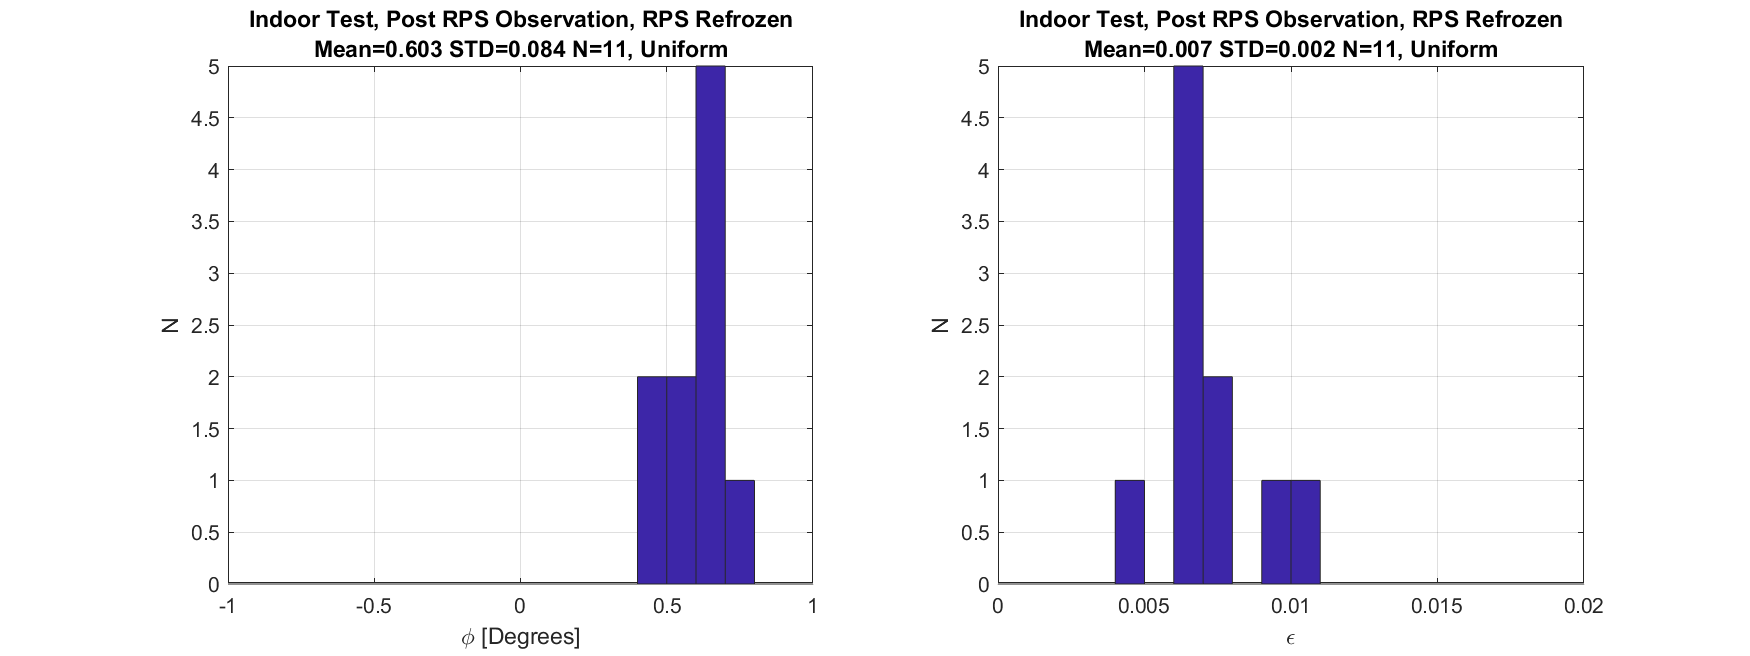 Indoor Test, Post RPS Observation, RPS Refrozen
Mean=0.603 STD=0.084 N=11, Uniform
5
4.5
4
3.5
3
2.5
2
1.5
1
0.5
0
N
-1 -0.5 0 0.5 1
ϕ [Degrees]
Indoor Test, Post RPS Observation, RPS Refrozen
Mean=0.007 STD=0.002 N=11, Uniform
5
4.5
4
3.5
3
2.5
2
1.5
1
0.5
0
N
0 0.005 0.01 0.015 0.02
ϵ